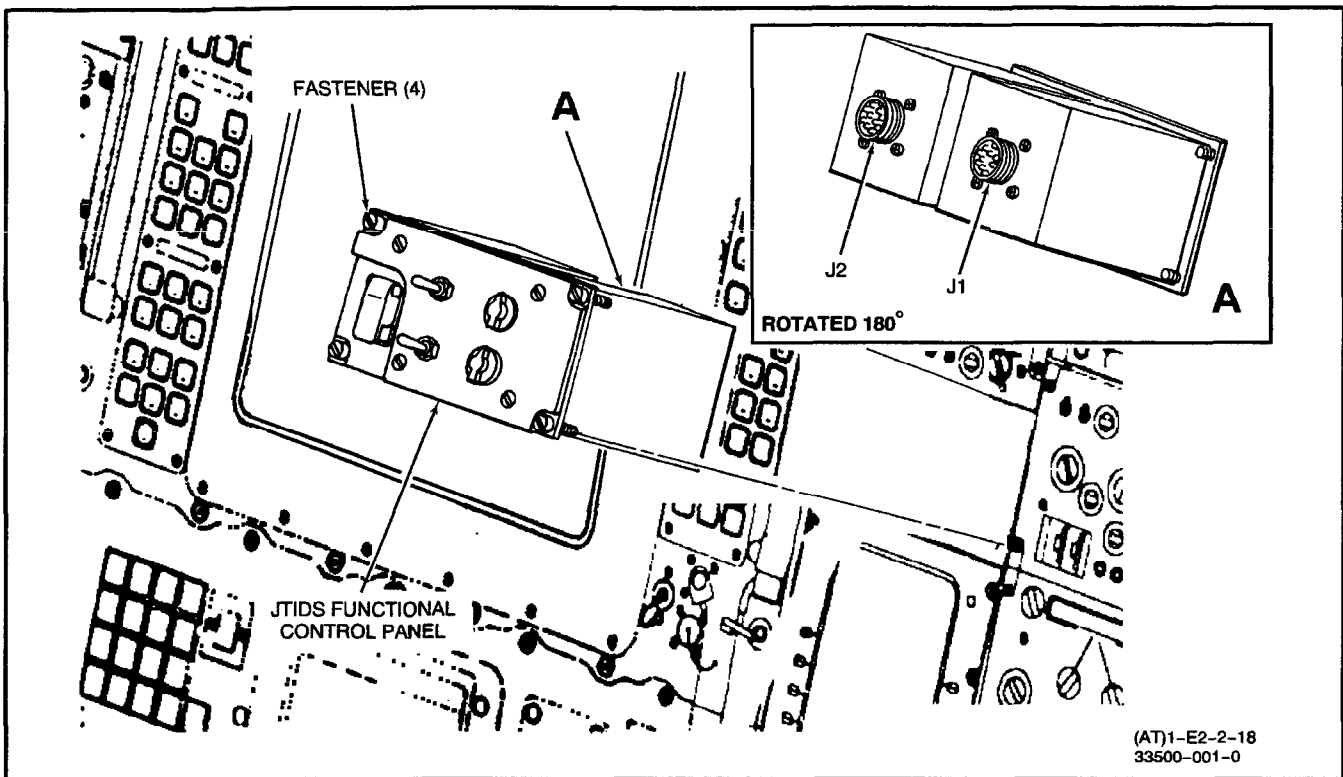 FASTENER (4)
A
J2
J1
A
ROTATED 180°
JTIDS FUNCTIONAL
CONTROL PANEL
(AT)1-E2-2-18
33500-001-0